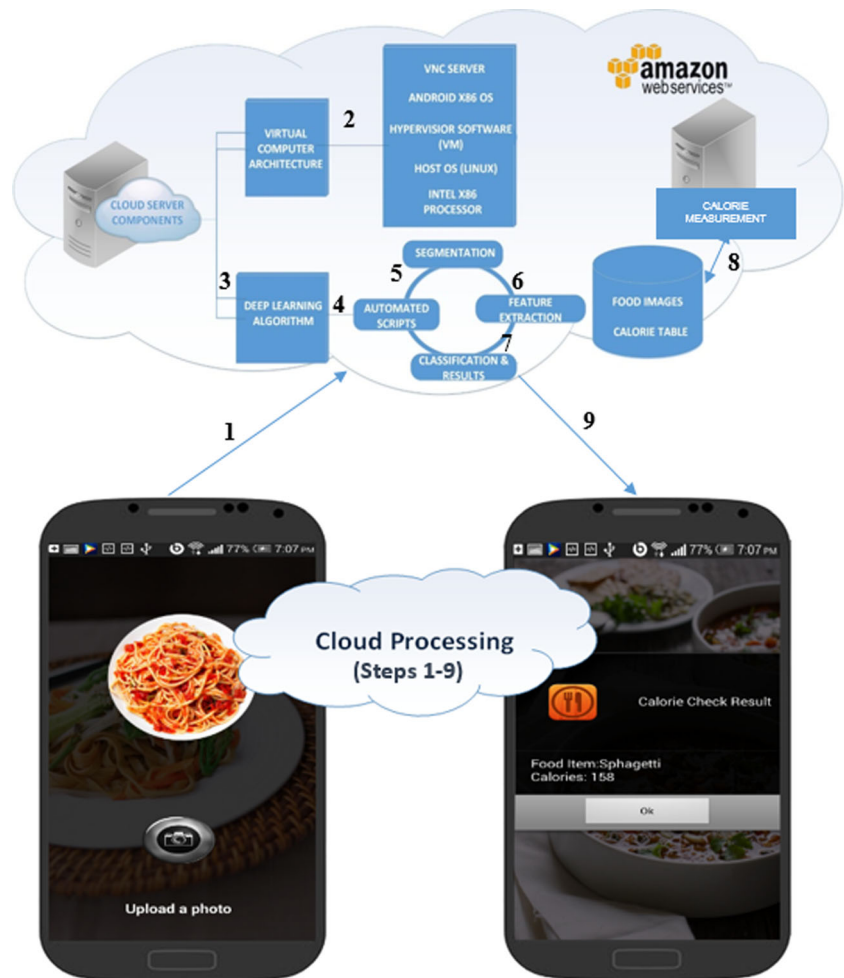 amazon
webservices™
VNC SERVER
ANDROID X86 OS
HYPERVISIOR SOFTWARE
(VM)
HOST OS (LINUX)
INTEL X86
PROCESSOR
2
VIRTUAL
COMPUTER
ARCHITECTURE
CLOUD SERVER
COMPONENTS
CALORIE
MEASUREMENT
8
3
DEEP LEARNING
ALGORITHM
4
5
SEGMENTATION
6
AUTOMATED
SCRIPTS
FEATURE
EXTRACTION
7
CLASSIFICATION &
RESULTS
FOOD IMAGES
CALORIE TABLE
1
9
77% 7:07 PM
77% 7:07 PM
Cloud Processing
(Steps 1-9)
Upload a photo
Calorie Check Result
Food Item:Sphagetti
Calories: 158
Ok